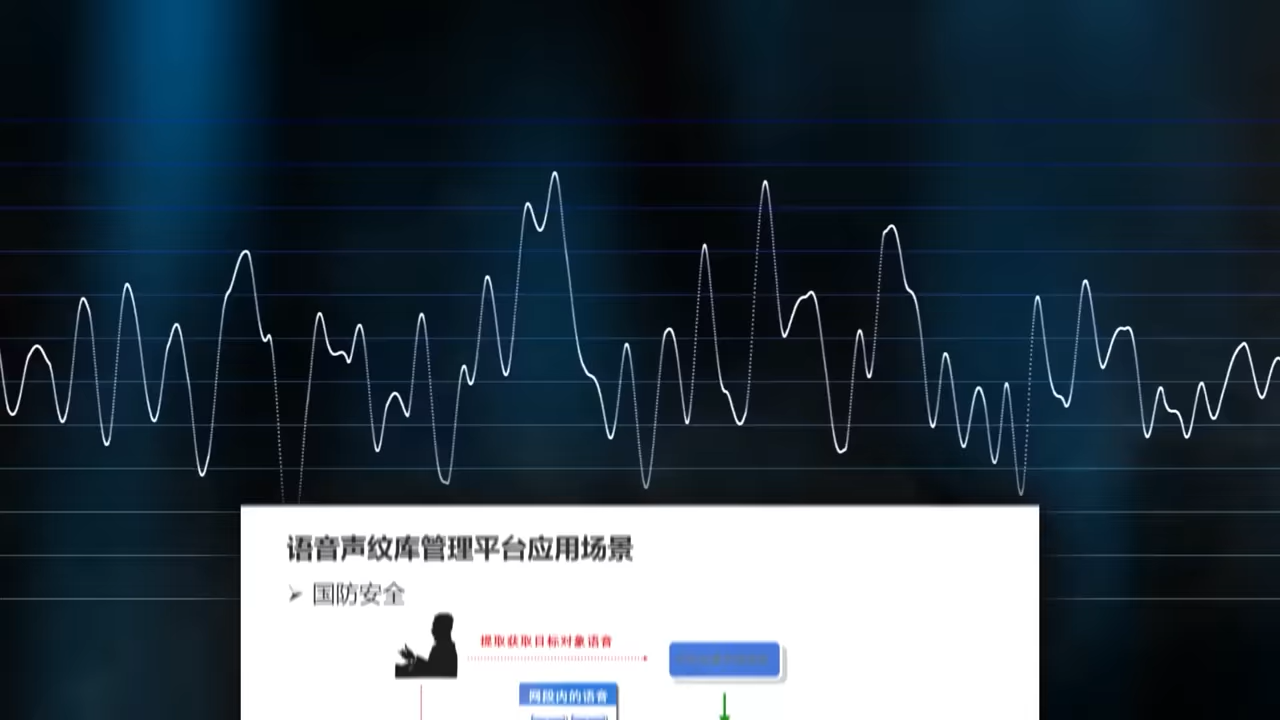 语音声纹库管理平台应用场景
➢ 国防安全
提取获取目标对象语音
网段内的语音